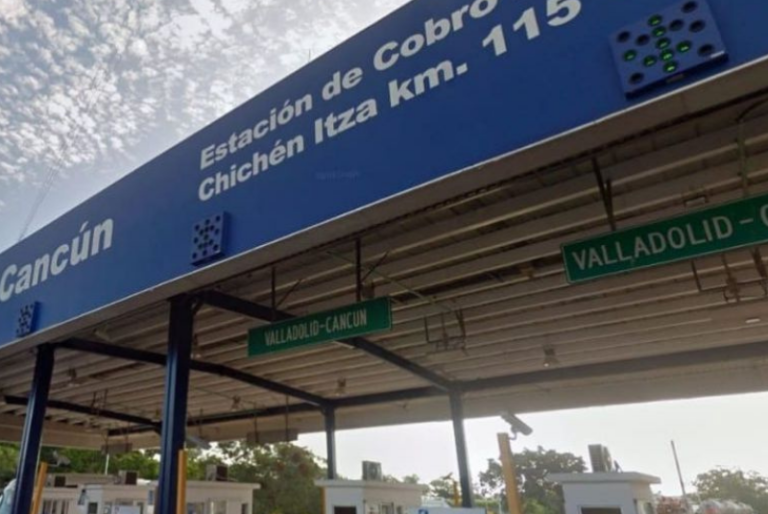 Estación de Cobro
Chichén Itza km. 115
Cancún
VALLADOLID-CANCUN
VALLADOLID-